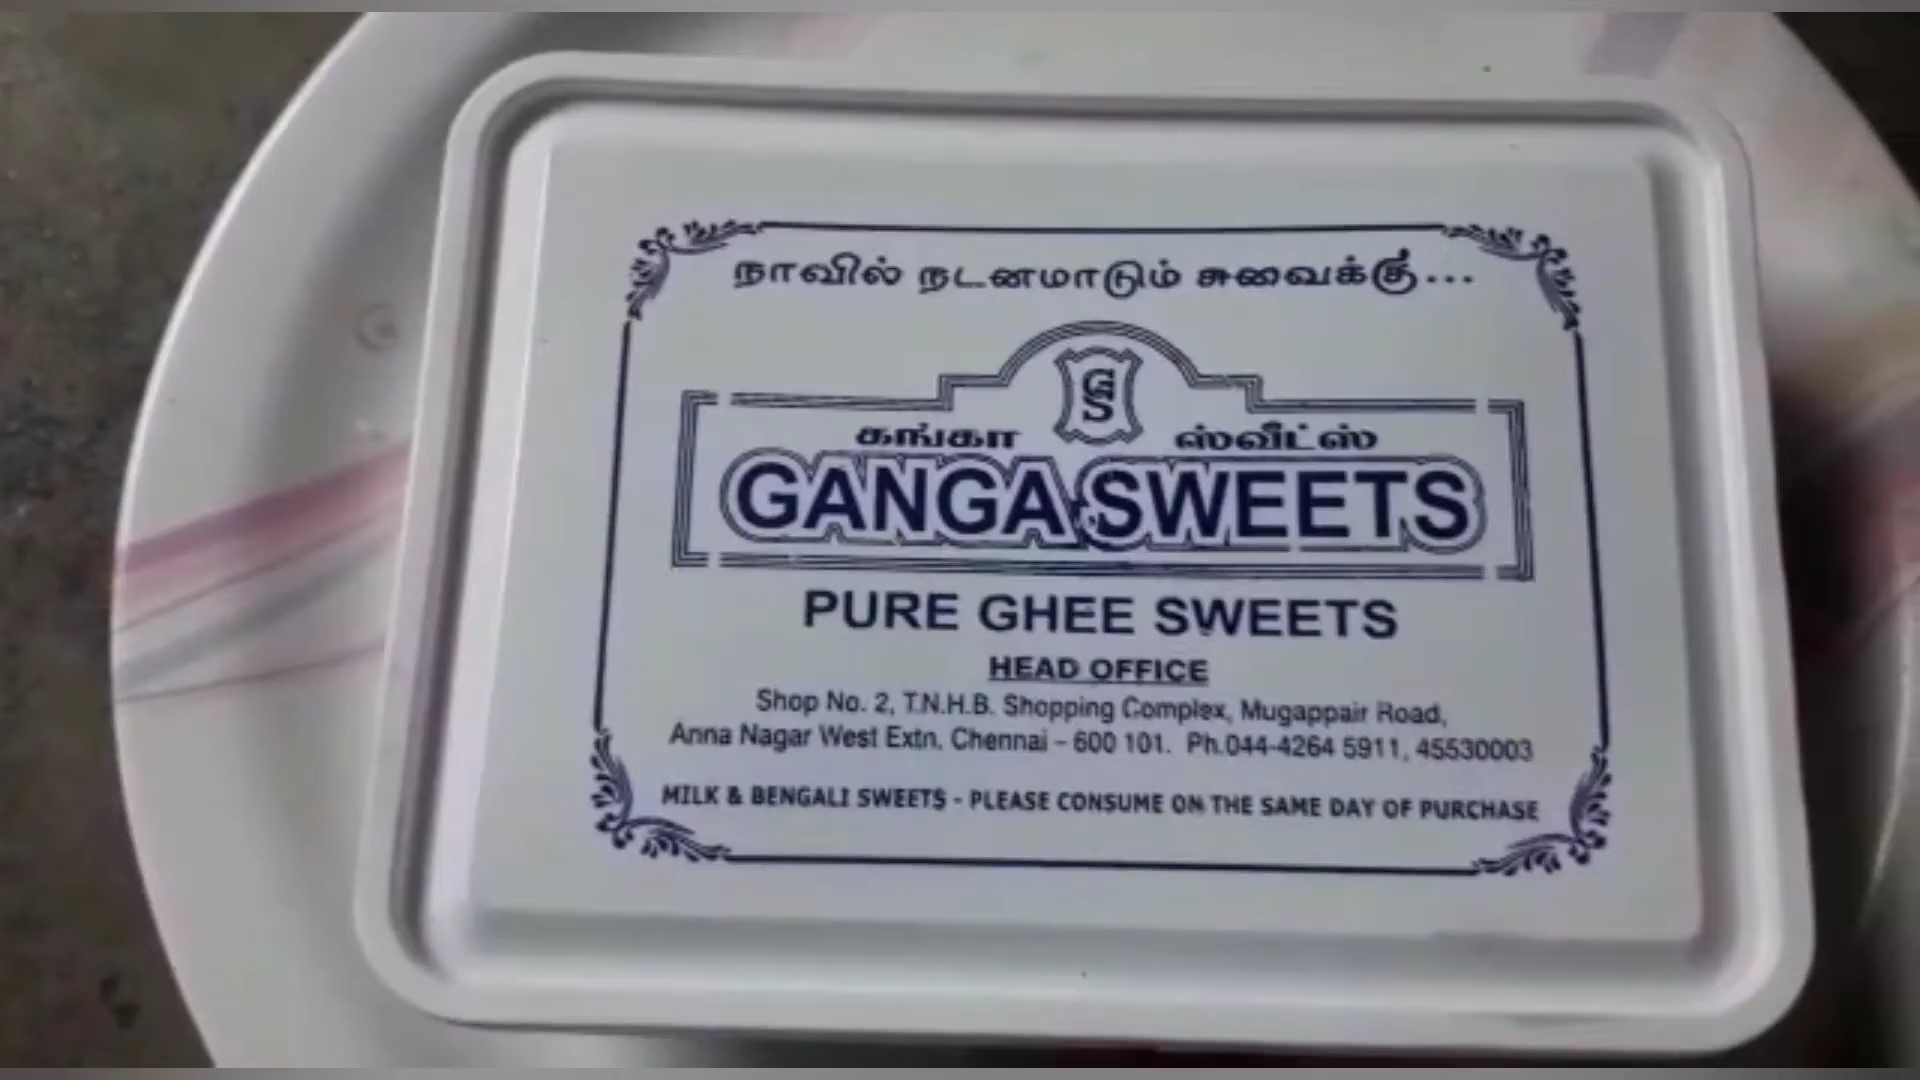 நாவில் நடனமாடும் சுவைக்கு...
GS
கங்கா ஸ்வீட்ஸ்
GANGA SWEETS
PURE GHEE SWEETS
HEAD OFFICE
Shop No. 2, T.N.H.B. Shopping Complex, Mugappair Road,
Anna Nagar West Extn. Chennai - 600 101. Ph.044-4264 5911, 45530003
MILK & BENGALI SWEETS - PLEASE CONSUME ON THE SAME DAY OF PURCHASE